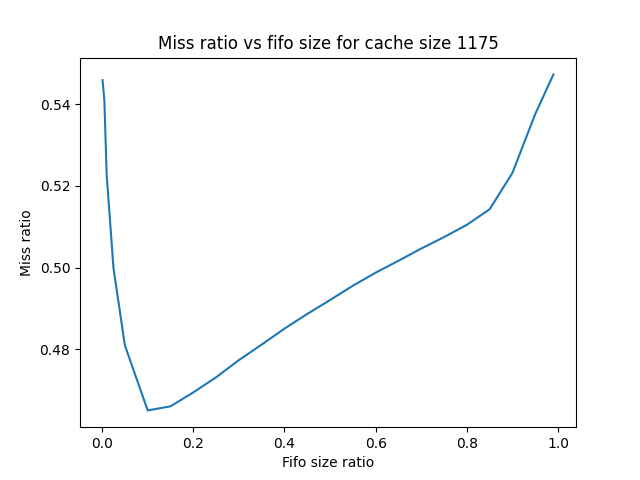 Miss ratio vs fifo size for cache size 1175
Miss ratio
0.54
0.52
0.50
0.48
0.0 0.2 0.4 0.6 0.8 1.0
Fifo size ratio